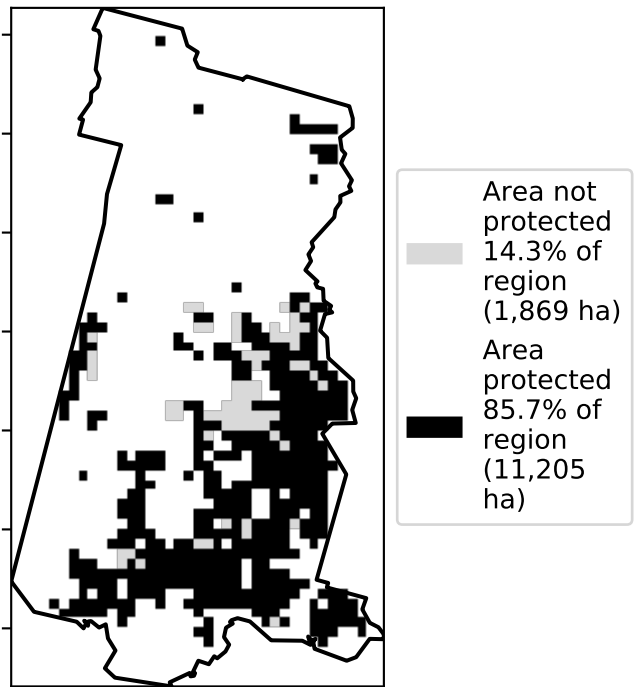 Area not
protected
14.3% of
region
(1,869 ha)
Area
protected
85.7% of
region
(11,205
ha)